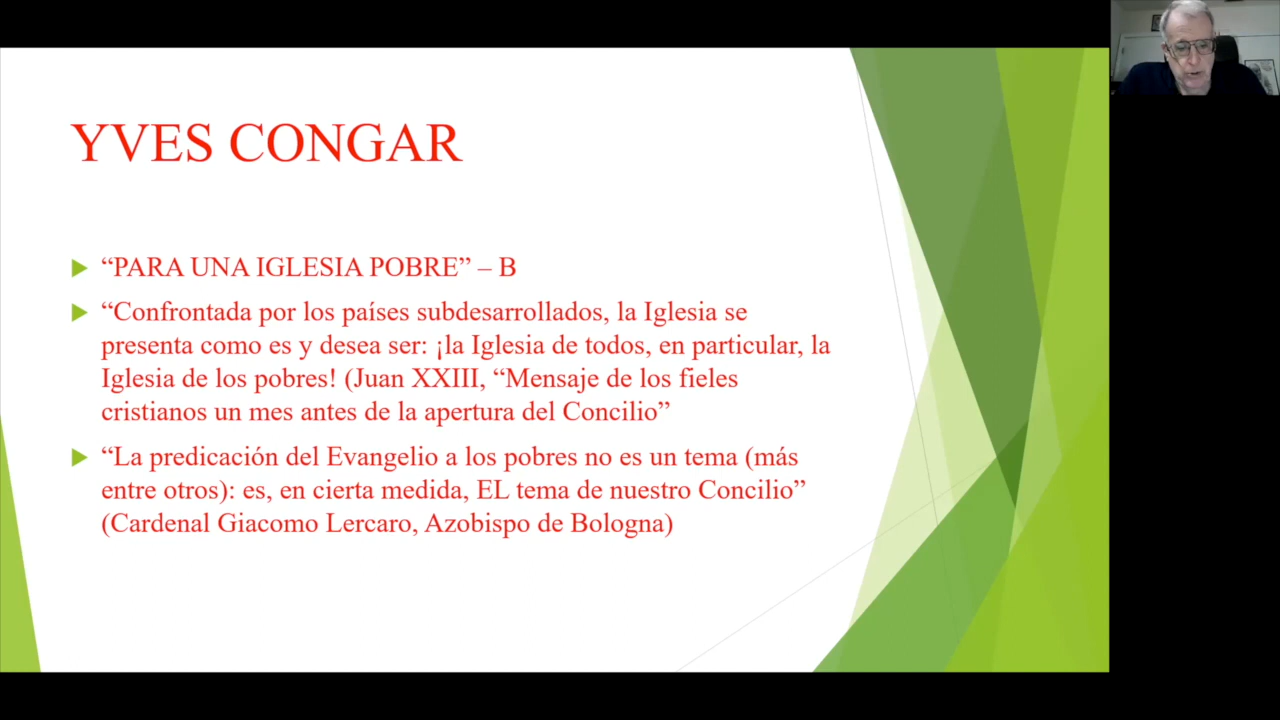 YVES CONGAR
“PARA UNA IGLESIA POBRE” – B
“Confrontada por los países subdesarrollados, la Iglesia se
presenta como es y desea ser: ¡la Iglesia de todos, en particular, la
Iglesia de los pobres! (Juan XXIII, “Mensaje de los fieles
cristianos un mes antes de la apertura del Concilio”
“La predicación del Evangelio a los pobres no es un tema (más
entre otros): es, en cierta medida, EL tema de nuestro Concilio”
(Cardenal Giacomo Lercaro, Azobispo de Bologna)